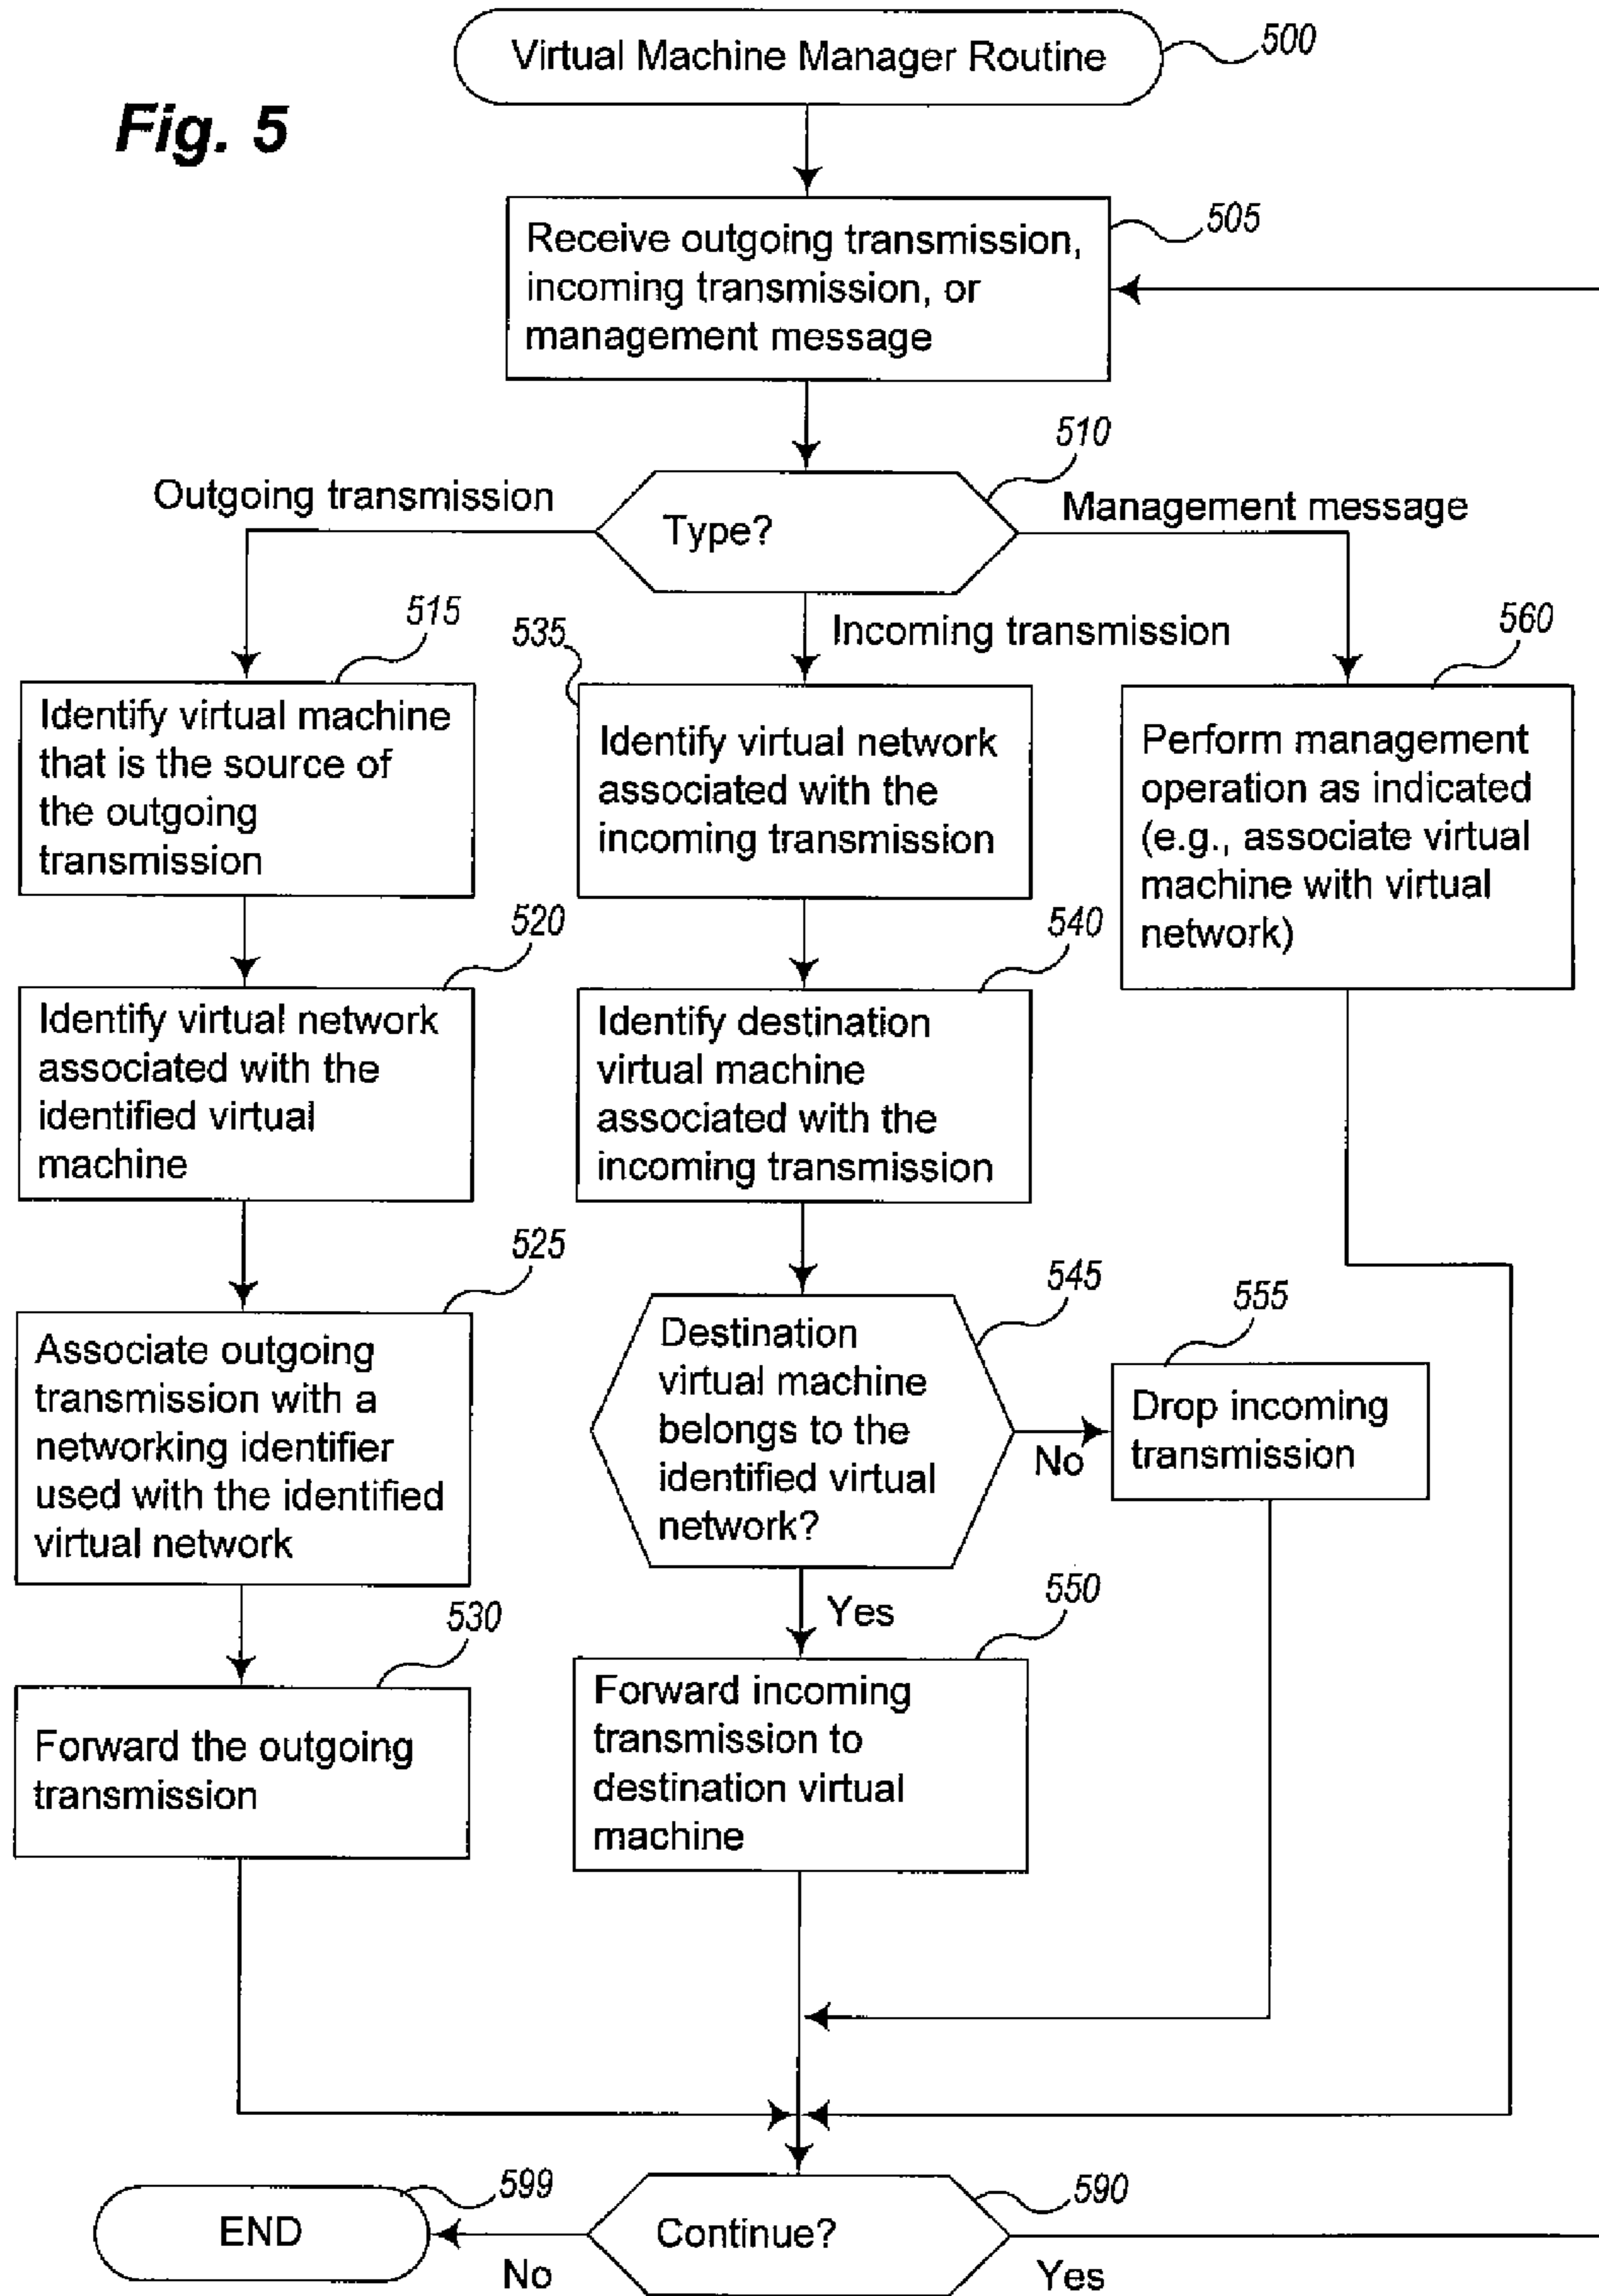 Virtual Machine Manager Routine
500
Fig. 5
505
Receive outgoing transmission,
incoming transmission, or
management message
510
Outgoing transmission
Type?
Management message
515
535
Incoming transmission
560
Identify virtual machine
that is the source of
the outgoing
transmission
Identify virtual network
associated with the
incoming transmission
Perform management
operation as indicated
(e.g., associate virtual
machine with virtual
network)
520
540
Identify virtual network
associated with the
identified virtual
machine
Identify destination
virtual machine
associated with the
incoming transmission
525
545
555
Associate outgoing
transmission with a
networking identifier
used with the identified
virtual network
Destination
virtual machine
belongs to the
identified virtual
network?
No
Drop incoming
transmission
530
Yes
550
Forward the outgoing
transmission
Forward incoming
transmission to
destination virtual
machine
599
590
END
No
Continue?
Yes